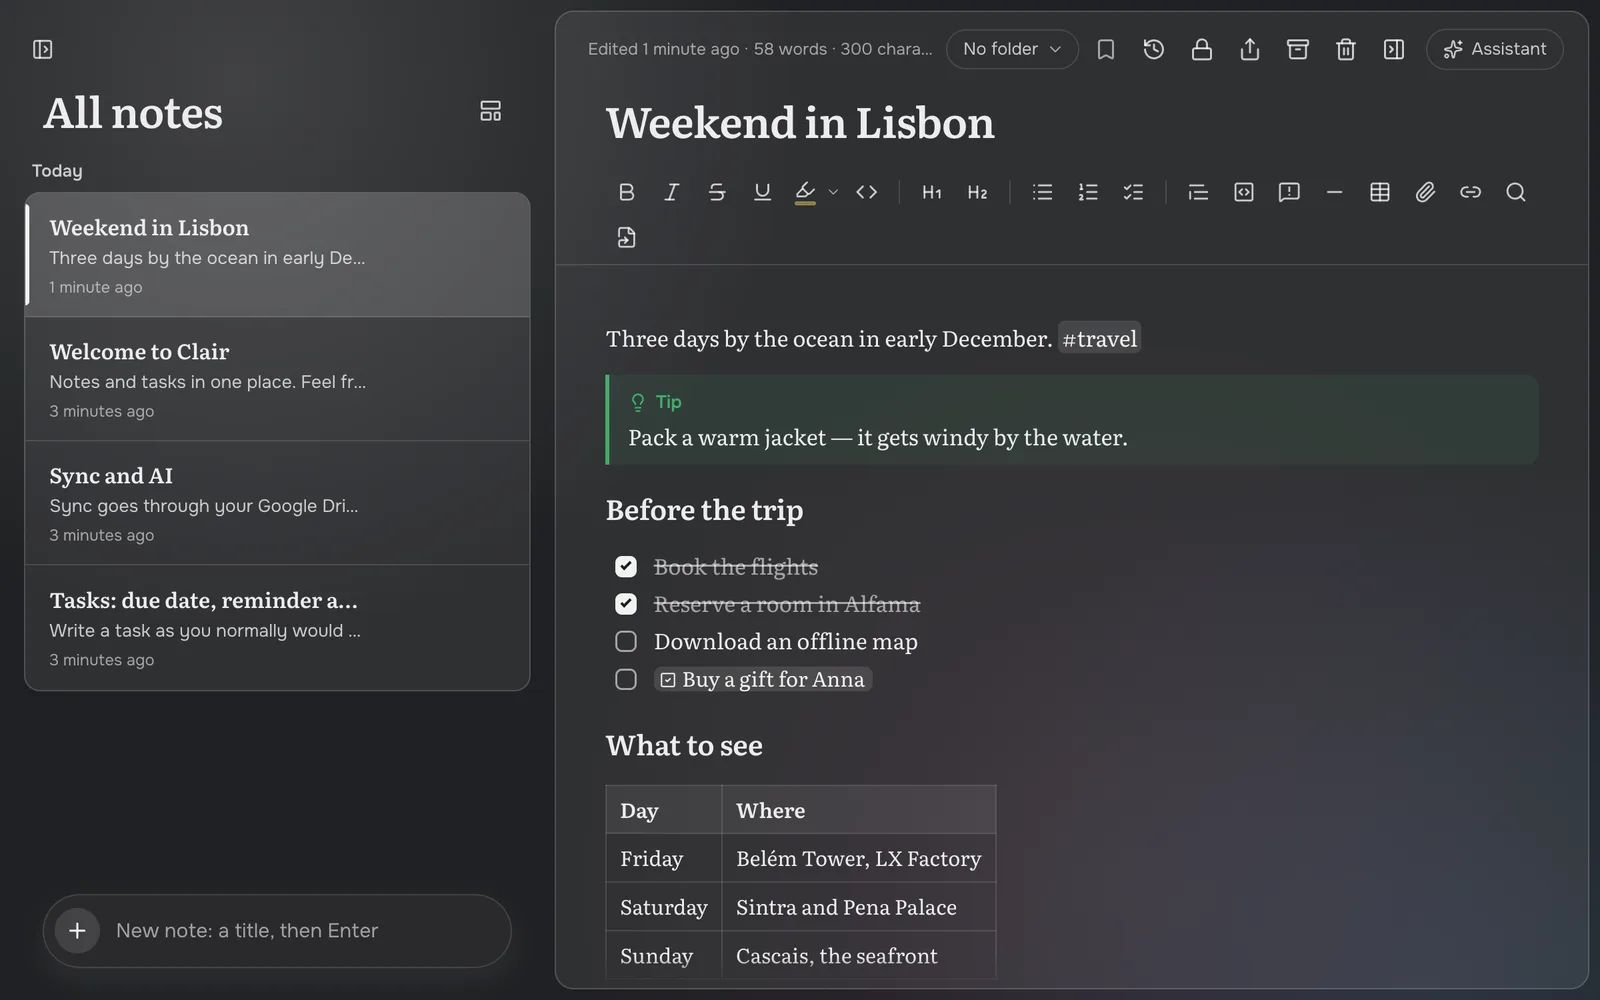 All notes
Today
Weekend in Lisbon
Three days by the ocean in early De...
1 minute ago
Welcome to Clair
Notes and tasks in one place. Feel fr...
3 minutes ago
Sync and AI
Sync goes through your Google Dri...
3 minutes ago
Tasks: due date, reminder a...
Write a task as you normally would ...
3 minutes ago
New note: a title, then Enter
Edited 1 minute ago · 58 words · 300 chara...
No folder
Assistant
Weekend in Lisbon
B I S U H1 H2
Three days by the ocean in early December. #travel
Tip
Pack a warm jacket — it gets windy by the water.
Before the trip
Book the flights
Reserve a room in Alfama
Download an offline map
Buy a gift for Anna
What to see
Day Where
Friday Belém Tower, LX Factory
Saturday Sintra and Pena Palace
Sunday Cascais, the seafront